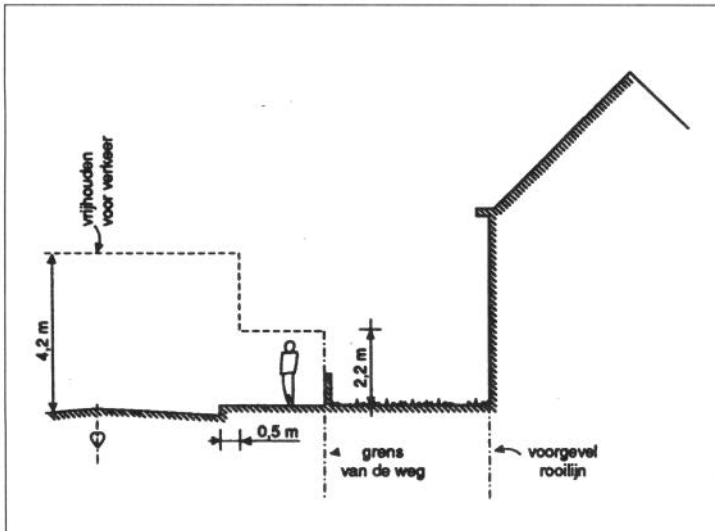 vrijhouden
voor verkeer
4,2 m
2,2 m
0,5 m
grens
van de weg
voorgevel
rooilijn